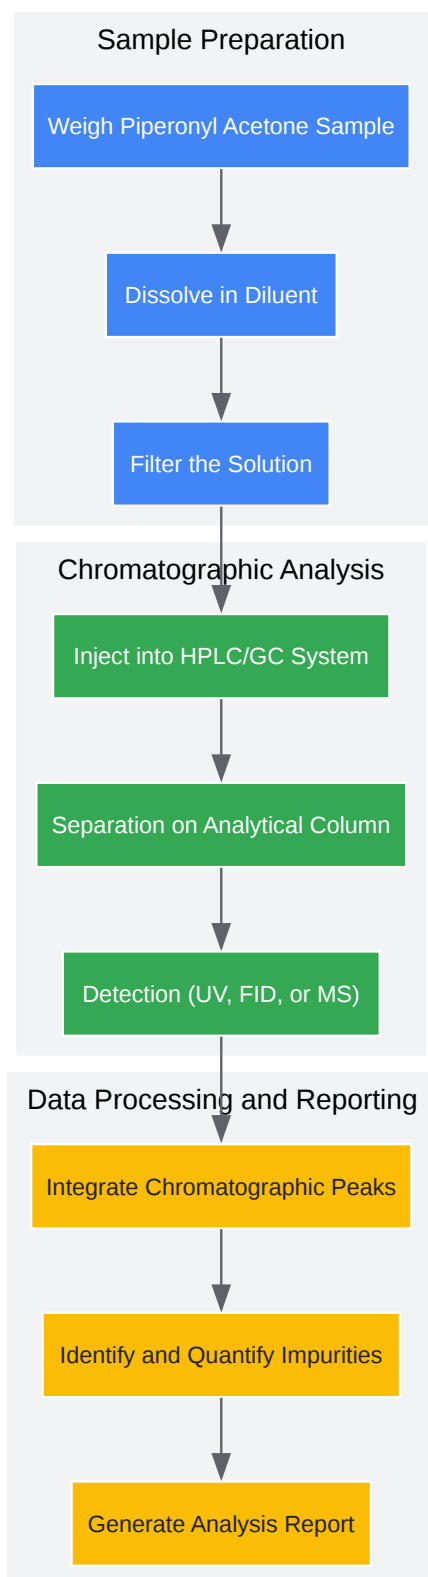 Sample Preparation
Weigh Piperonyl Acetone Sample
Dissolve in Diluent
Filter the Solution
Chromatographic Analysis
Inject into HPLC/GC System
Separation on Analytical Column
Detection (UV, FID, or MS)
Data Processing and Reporting
Integrate Chromatographic Peaks
Identify and Quantify Impurities
Generate Analysis Report